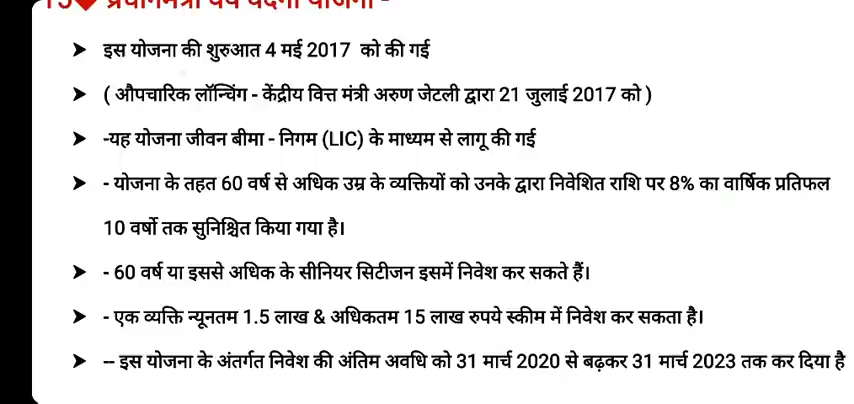 ➤ इस योजना की शुरुआत 4 मई 2017 को की गई
➤ ( औपचारिक लॉन्चिंग - केंद्रीय वित्त मंत्री अरुण जेटली द्वारा 21 जुलाई 2017 को )
➤ -यह योजना जीवन बीमा - निगम (LIC) के माध्यम से लागू की गई
➤ - योजना के तहत 60 वर्ष से अधिक उम्र के व्यक्तियों को उनके द्वारा निवेशित राशि पर 8% का वार्षिक प्रतिफल
10 वर्षो तक सुनिश्चित किया गया है।
➤ - 60 वर्ष या इससे अधिक के सीनियर सिटीजन इसमें निवेश कर सकते हैं।
➤ - एक व्यक्ति न्यूनतम 1.5 लाख & अधिकतम 15 लाख रुपये स्कीम में निवेश कर सकता है।
➤ -- इस योजना के अंतर्गत निवेश की अंतिम अवधि को 31 मार्च 2020 से बढ़कर 31 मार्च 2023 तक कर दिया है